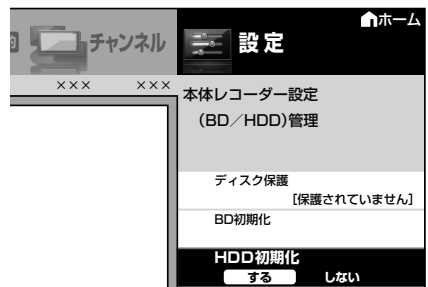 ホーム
チャンネル
設定
××× ×××
本体レコーダー設定
(BD/HDD)管理
ディスク保護
[保護されていません]
BD初期化
HDD初期化
する しない